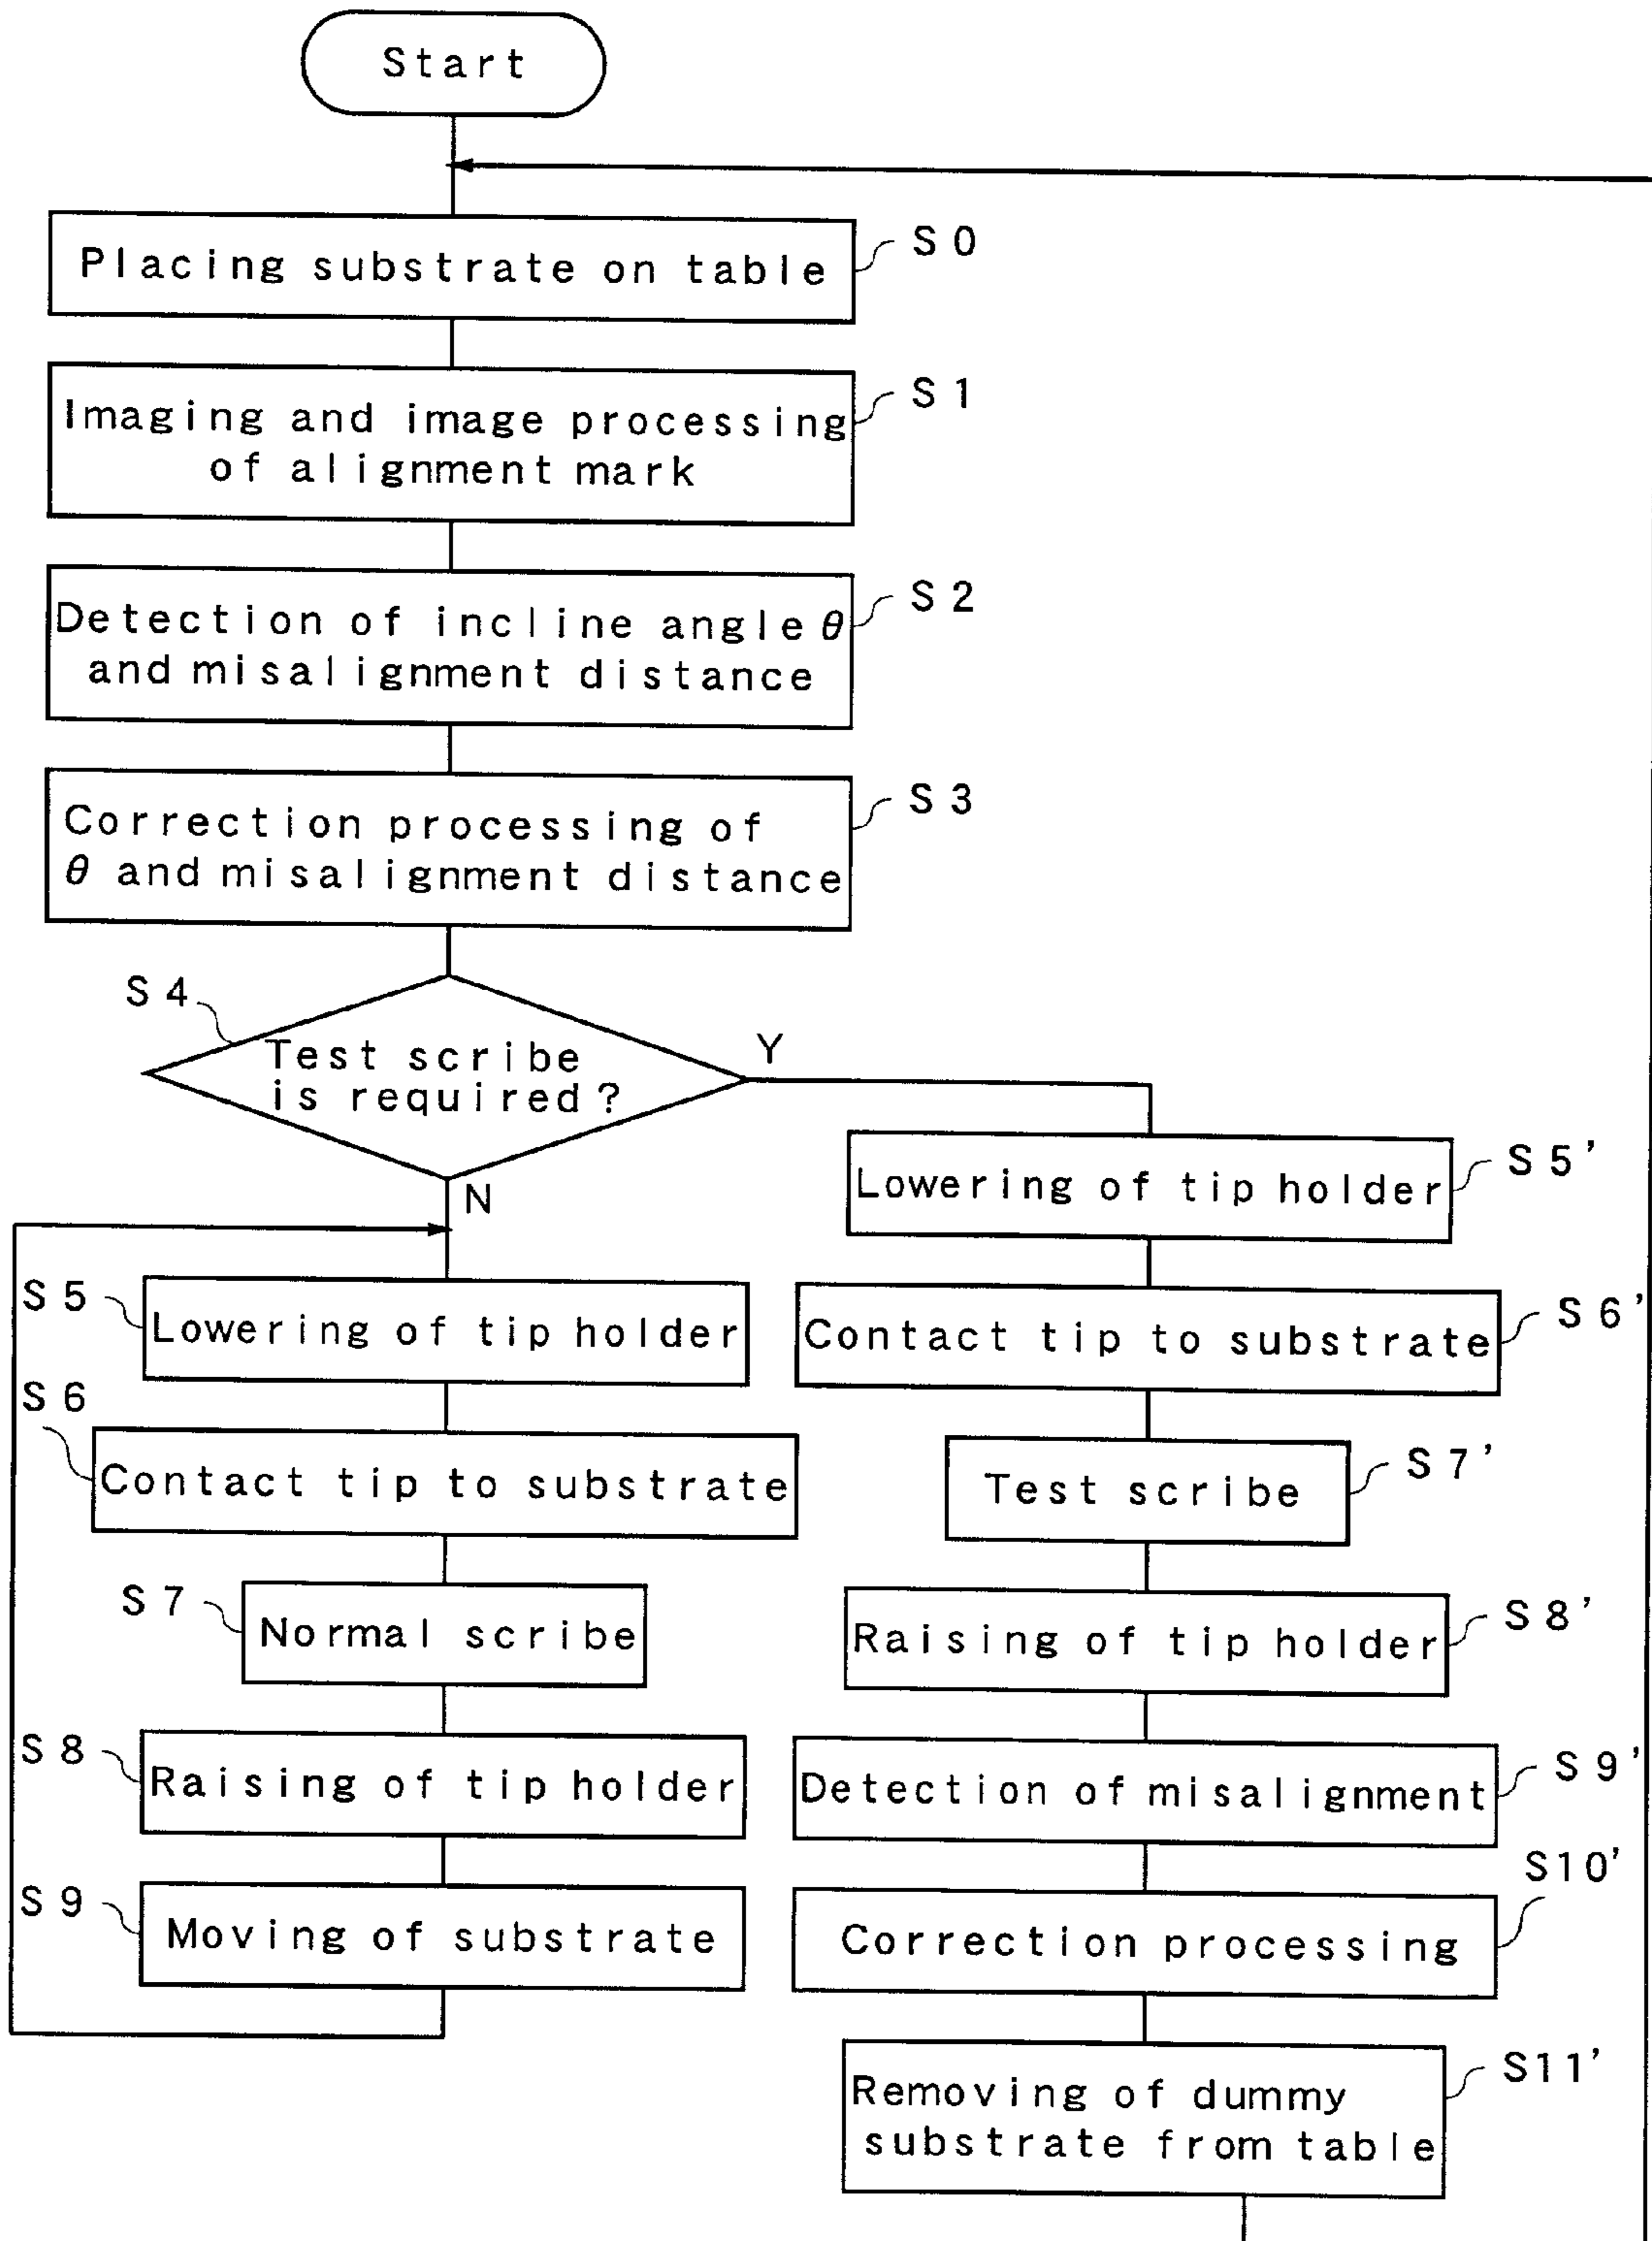 Start
Placing substrate on table
S0
Imaging and image processing
of alignment mark
S1
Detection of incline angle θ
and misalignment distance
S2
Correction processing of
θ and misalignment distance
S3
S4
Test scribe
is required?
Y
N
S5
Lowering of tip holder
S6
Contact tip to substrate
S7
Normal scribe
S8
Raising of tip holder
S9
Moving of substrate
Lowering of tip holder
S5'
Contact tip to substrate
S6'
Test scribe
S7'
Raising of tip holder
S8'
Detection of misalignment
S9'
Correction processing
S10'
Removing of dummy
substrate from table
S11'